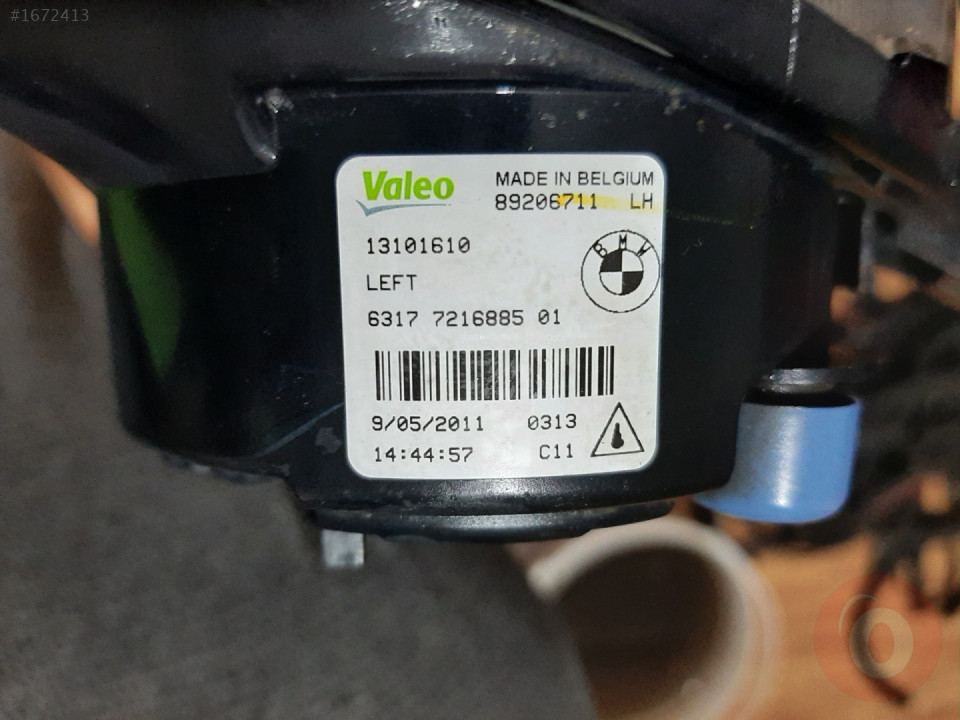 #1672413
Valeo
MADE IN BELGIUM
89206711 LH
13101610
BMW
LEFT
6317 7216885 01
9/05/2011 0313
14:44:57 C11